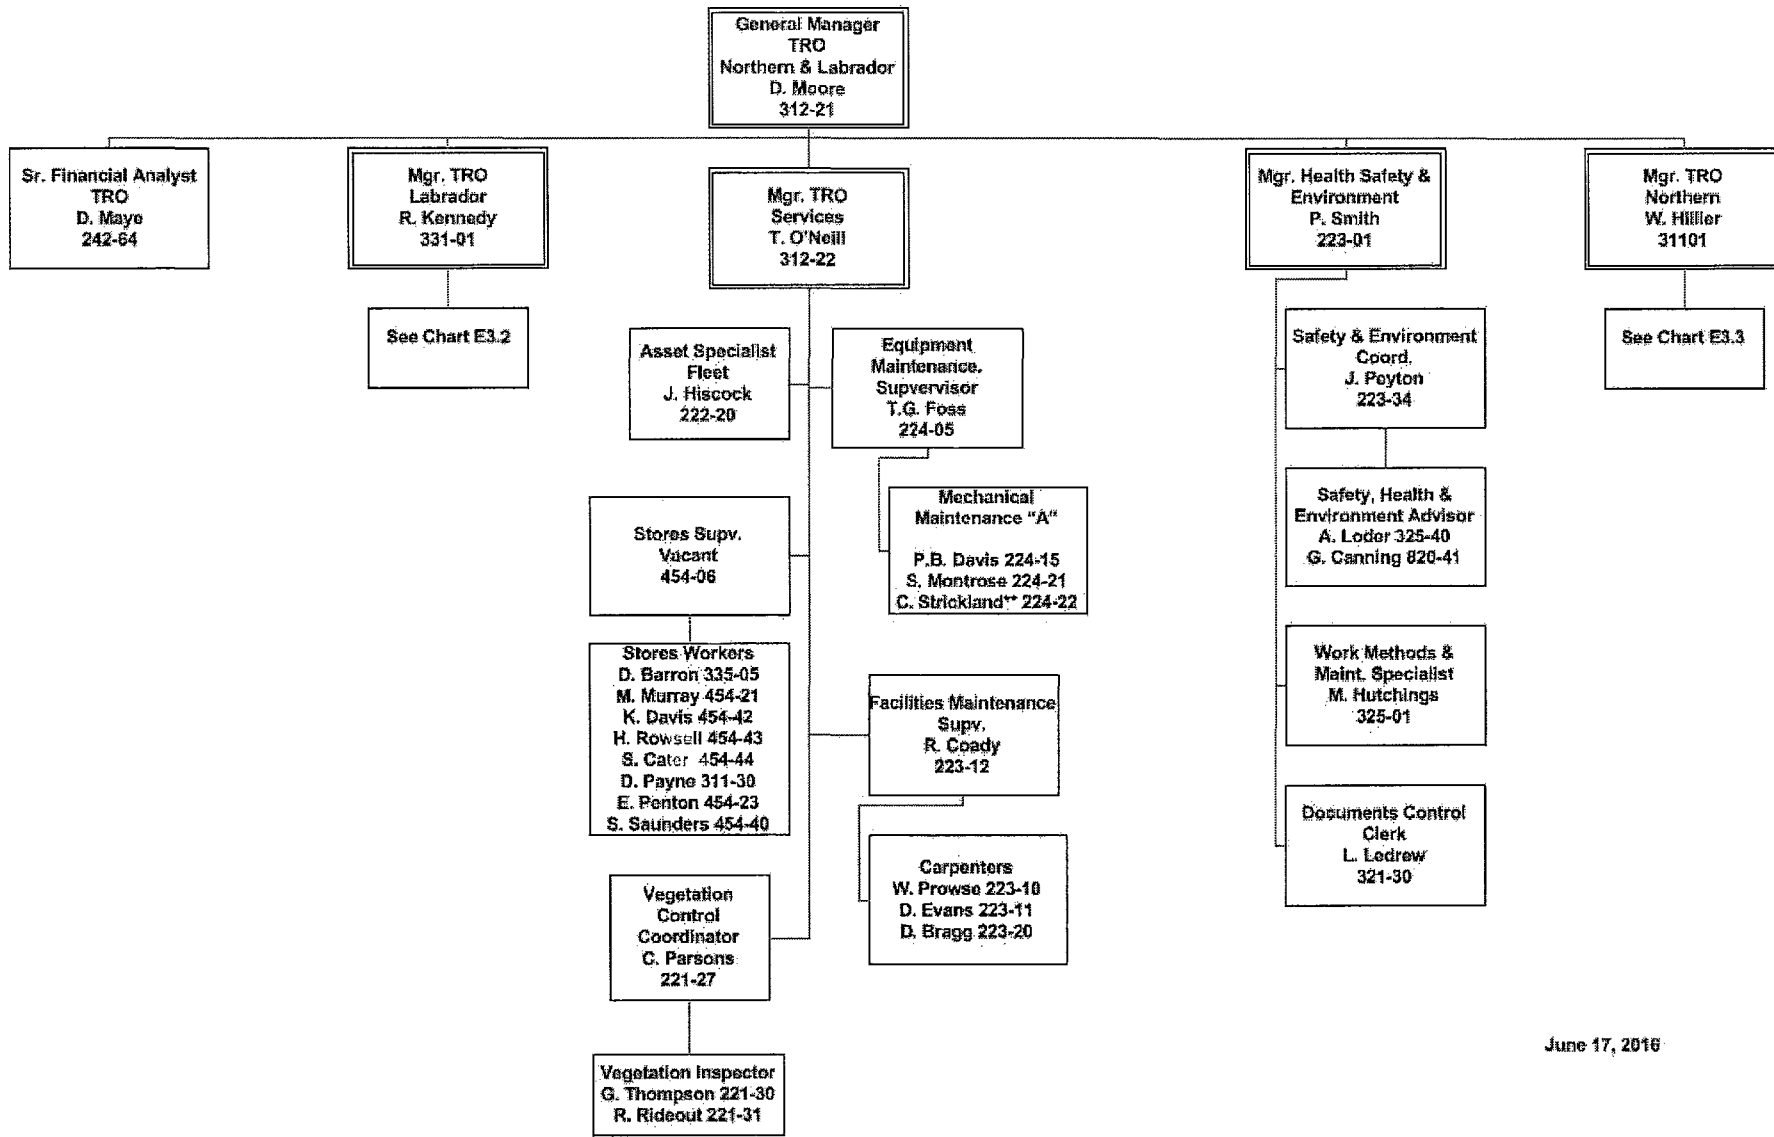 General Manager
TRO
Northern & Labrador
D. Moore
312-21
Sr. Financial Analyst
TRO
D. Maye
242-64
Mgr. TRO
Labrador
R. Kennedy
331-01
Mgr. TRO
Services
T. O'Neill
312-22
Mgr. Health Safety &
Environment
P. Smith
223-01
Mgr. TRO
Northern
W. Hillier
31101
See Chart E3.2
Asset Specialist
Fleet
J. Hiscock
222-20
Equipment
Maintenance.
Supvervisor
T.G. Foss
224-05
Safety & Environment
Coord.
J. Peyton
223-34
See Chart E3.3
Mechanical
Maintenance "A"
P.B. Davis 224-15
S. Montrose 224-21
C. Strickland** 224-22
Safety, Health &
Environment Advisor
A. Loder 325-40
G. Canning 820-41
Stores Supv.
Vacant
454-06
Stores Workers
D. Barron 335-05
M. Murray 454-21
K. Davis 454-42
H. Rowsell 454-43
S. Cater 454-44
D. Payne 311-30
E. Penton 454-23
S. Saunders 454-40
Facilities Maintenance
Supv.
R. Coady
223-12
Work Methods &
Maint. Specialist
M. Hutchings
325-01
Carpenters
W. Prowse 223-10
D. Evans 223-11
D. Bragg 223-20
Documents Control
Clerk
L. Ledrew
321-30
Vegetation
Control
Coordinator
C. Parsons
221-27
Vegetation Inspector
G. Thompson 221-30
R. Rideout 221-31
June 17, 2016